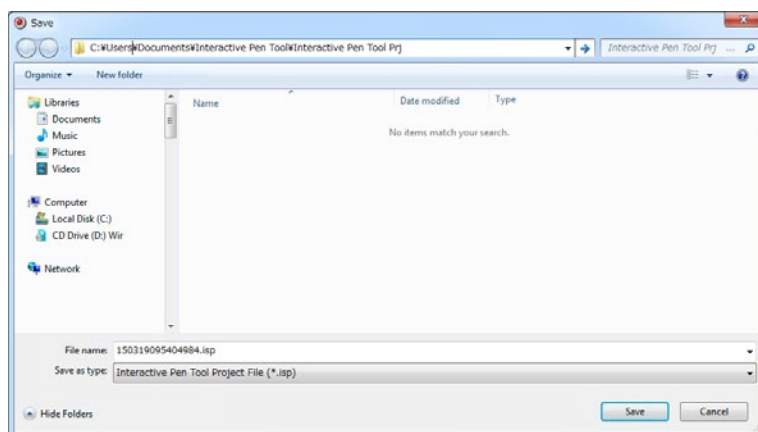 Save
C:¥Users¥Documents¥Interactive Pen Tool¥Interactive Pen Tool Prj
Interactive Pen Tool Prj ...
Organize
New folder
Libraries
Documents
Music
Pictures
Videos
Computer
Local Disk (C:)
CD Drive (D:) Wir
Network
Name
Date modified
Type
No items match your search.
File name: 150319095404984.isp
Save as type: Interactive Pen Tool Project File (*.isp)
Hide Folders
Save
Cancel